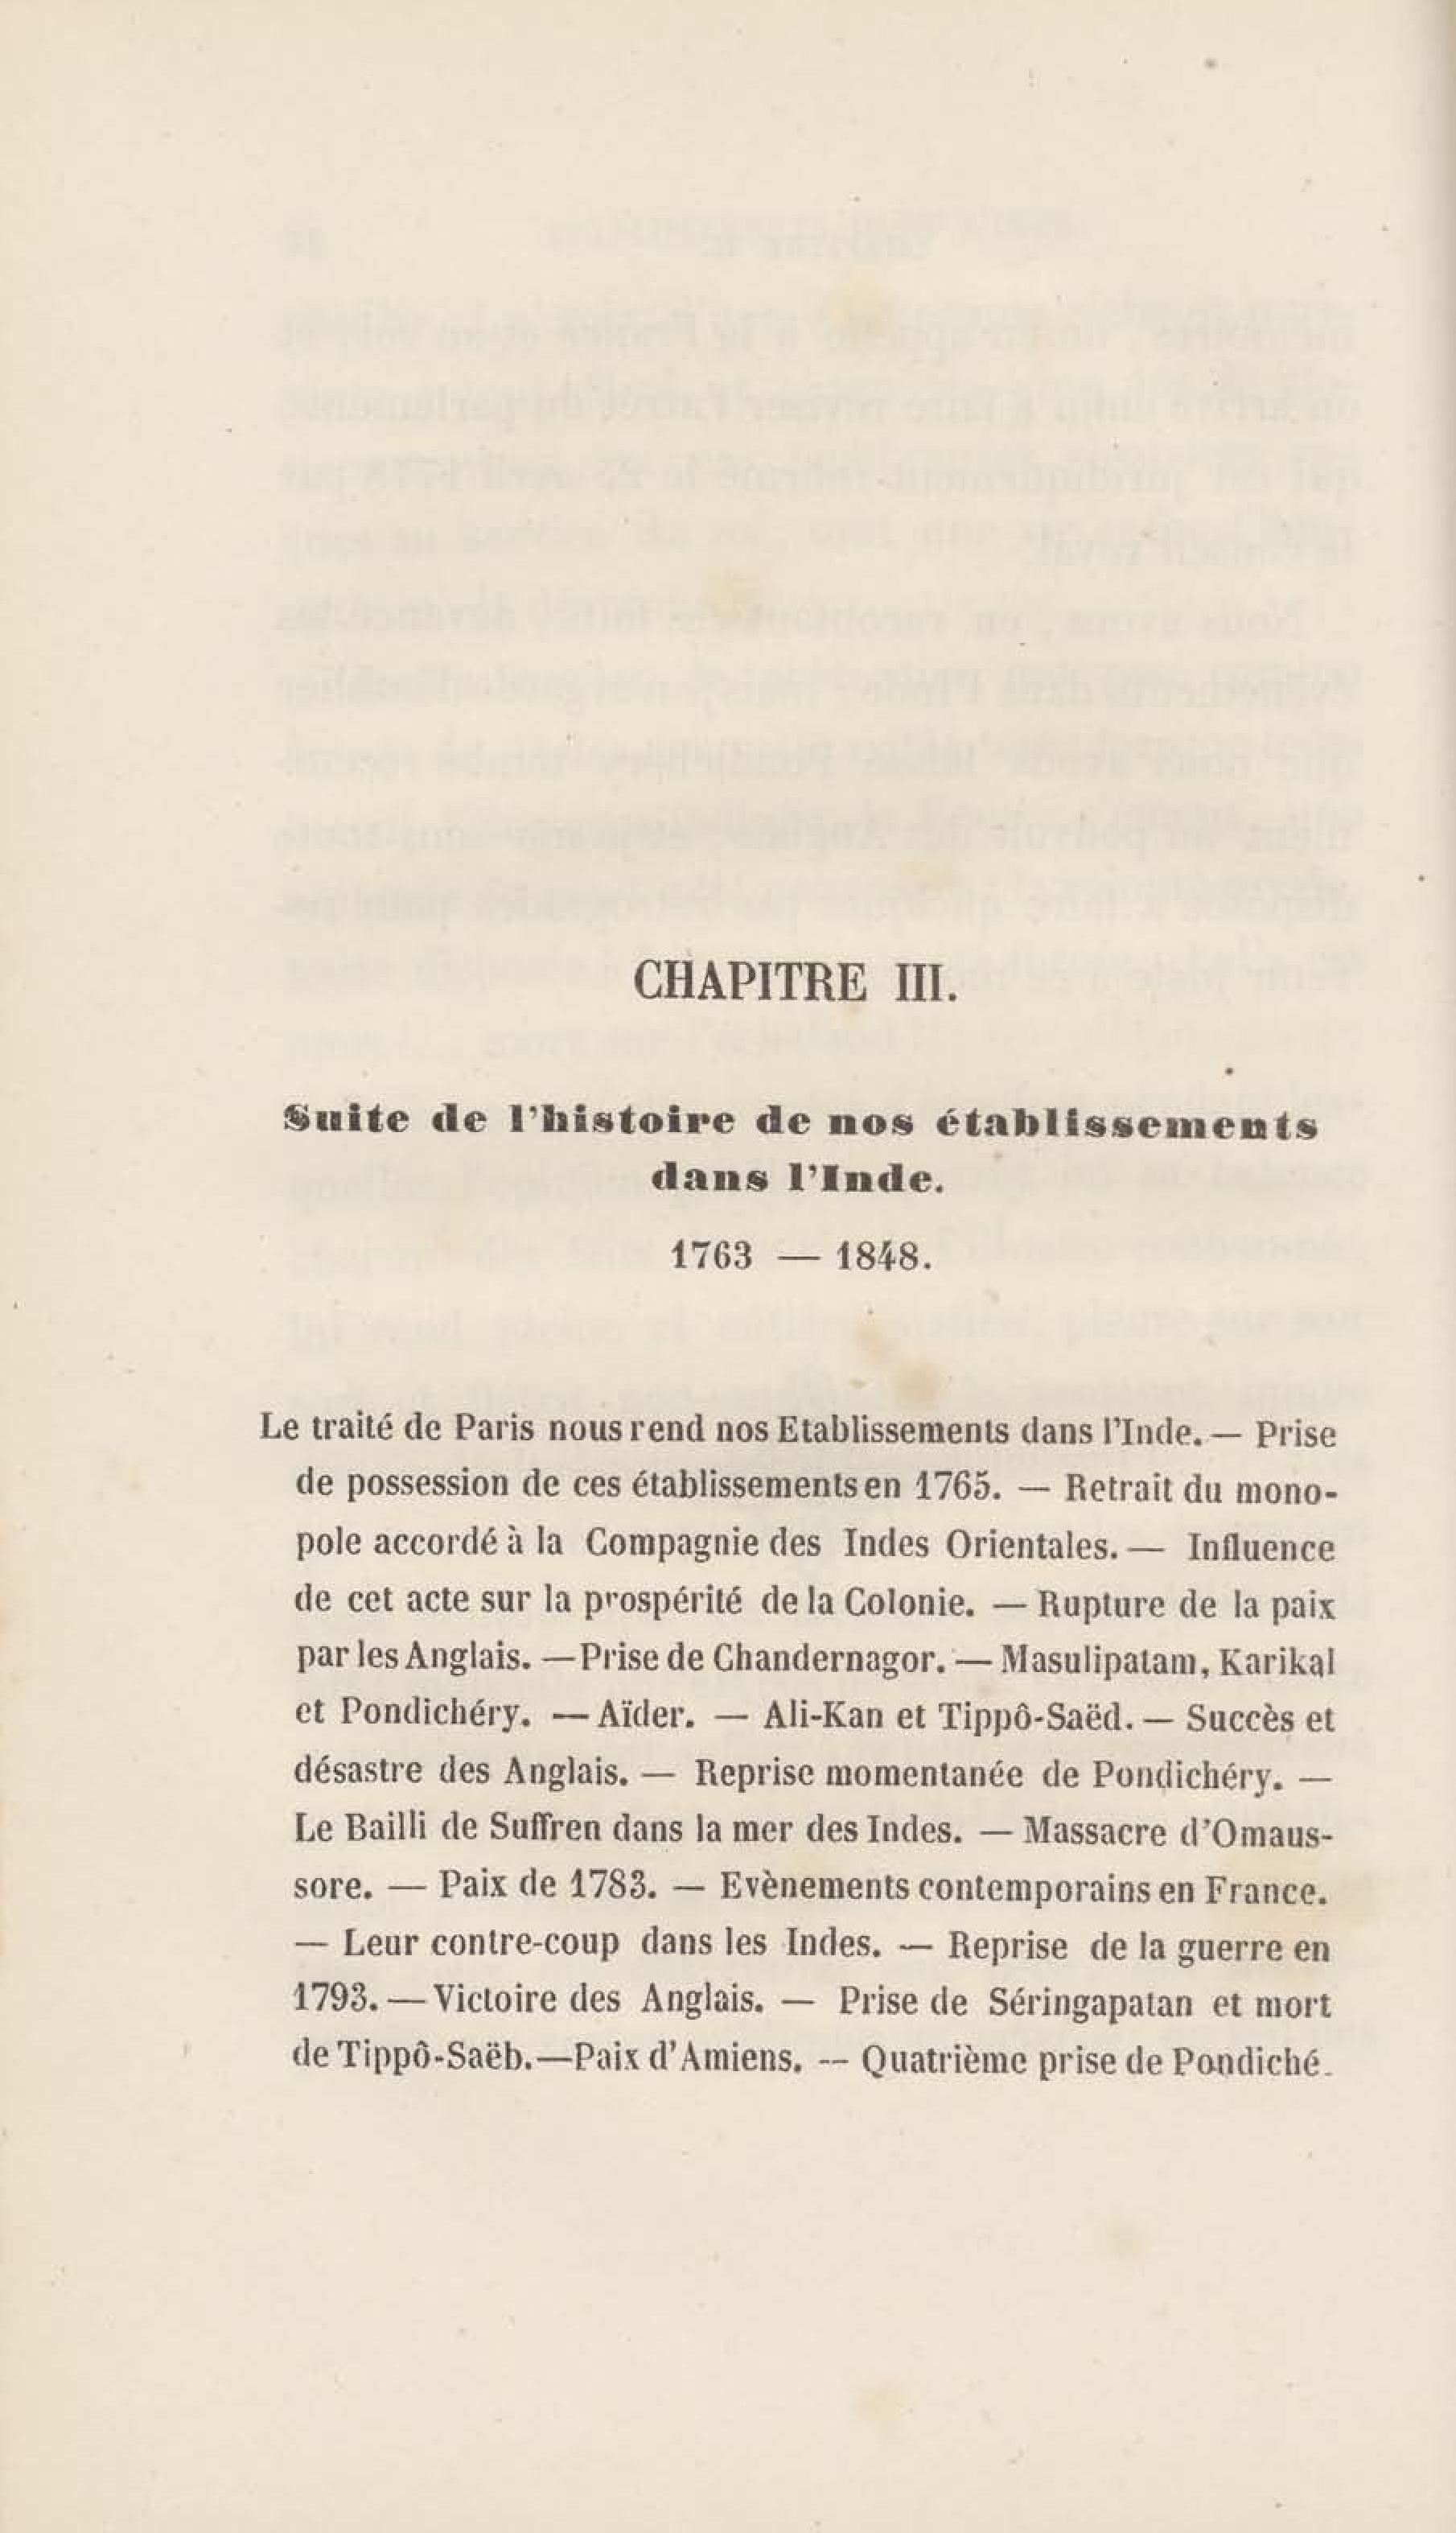 CHAPITRE III.
Suite de l'histoire de nos établissements
dans l'Inde.
1763 — 1848.
Le traité de Paris nous rend nos Etablissements dans l'Inde. — Prise
de possession de ces établissements en 1765. — Retrait du mono-
pole accordé à la Compagnie des Indes Orientales. — Influence
de cet acte sur la prospérité de la Colonie. — Rupture de la paix
par les Anglais. — Prise de Chandernagor. — Masulipatam, Karikal
et Pondichéry. — Aïder. — Ali-Kan et Tippô-Saëd. — Succès et
désastre des Anglais. — Reprise momentanée de Pondichéry. —
Le Bailli de Suffren dans la mer des Indes. — Massacre d'Omaus-
sore. — Paix de 1783. — Evènements contemporains en France.
— Leur contre-coup dans les Indes. — Reprise de la guerre en
1793. — Victoire des Anglais. — Prise de Séringapatan et mort
de Tippô-Saëb. — Paix d'Amiens. — Quatrième prise de Pondiché-